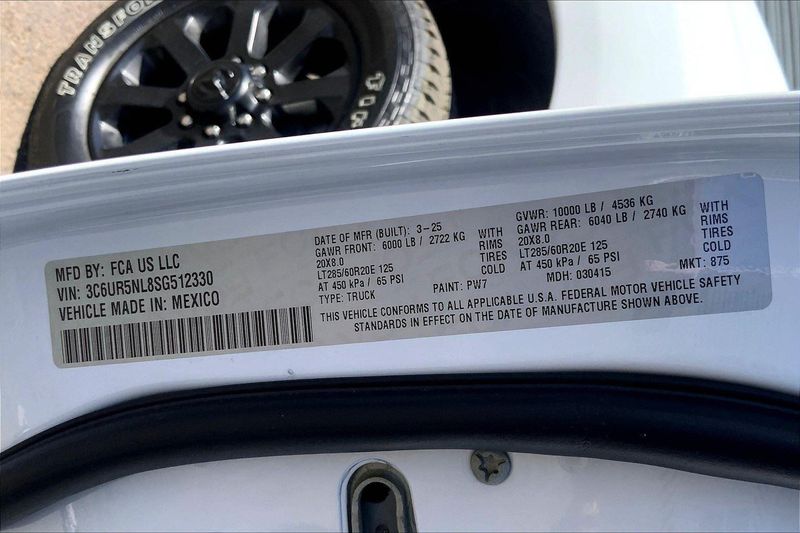 TRANSFO
MFD BY: FCA US LLC
VIN: 3C6UR5NL8SG512330
VEHICLE MADE IN: MEXICO
DATE OF MFR (BUILT): 3-25
GAWR FRONT: 6000 LB / 2722 KG WITH
20X8.0 RIMS
LT285/60R20E 125 TIRES
AT 450 kPa / 65 PSI COLD
TYPE: TRUCK PAINT: PW7
GVWR: 10000 LB / 4536 KG
GAWR REAR: 6040 LB / 2740 KG WITH
20X8.0 RIMS
LT285/60R20E 125 TIRES
AT 450 kPa / 65 PSI COLD
MDH: 030415 MKT: 875
THIS VEHICLE CONFORMS TO ALL APPLICABLE U.S.A. FEDERAL MOTOR VEHICLE SAFETY
STANDARDS IN EFFECT ON THE DATE OF MANUFACTURE SHOWN ABOVE.